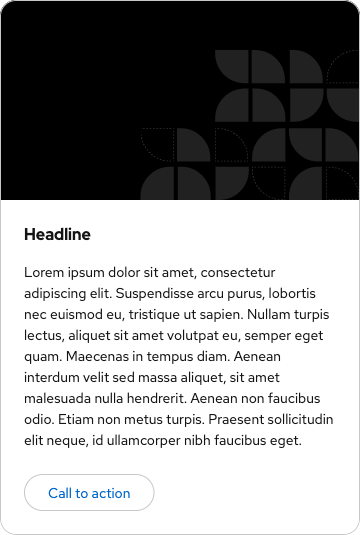 Headline
Lorem ipsum dolor sit amet, consectetur
adipiscing elit. Suspendisse arcu purus, lobortis
nec euismod eu, tristique ut sapien. Nullam turpis
lectus, aliquet sit amet volutpat eu, semper eget
quam. Maecenas in tempus diam. Aenean
interdum velit sed massa aliquet, sit amet
malesuada nulla hendrerit. Aenean non faucibus
odio. Etiam non metus turpis. Praesent sollicitudin
elit neque, id ullamcorper nibh faucibus eget.
Call to action